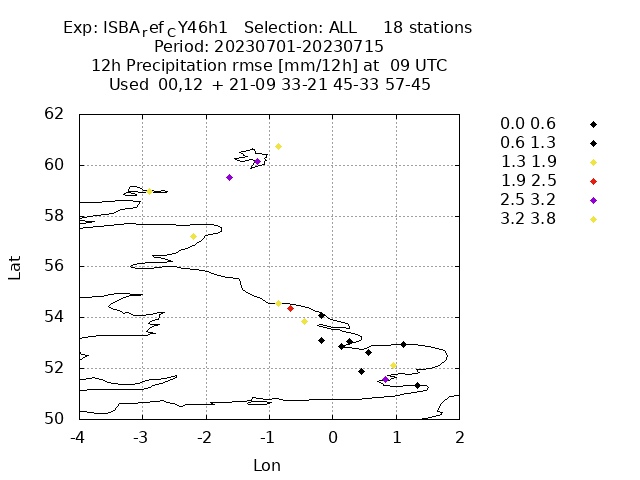 Exp: ISBA_ref_CY46h1 Selection: ALL 18 stations
Period: 20230701-20230715
12h Precipitation rmse [mm/12h] at 09 UTC
Used 00,12 + 21-09 33-21 45-33 57-45
0.0 0.6
0.6 1.3
1.3 1.9
1.9 2.5
2.5 3.2
3.2 3.8
62
60
58
56
54
52
50
Lat
-4 -3 -2 -1 0 1 2
Lon